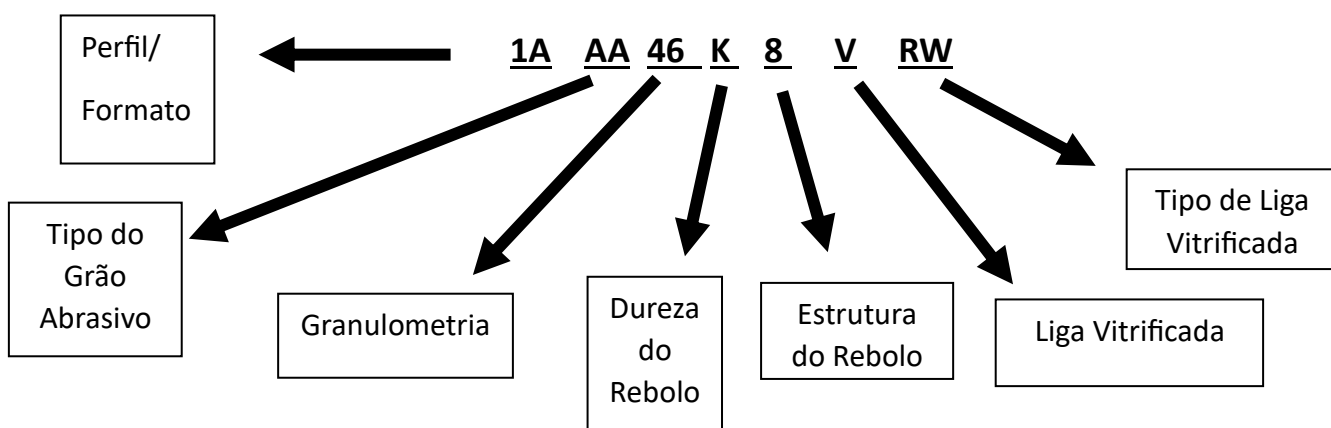 Perfil/
Formato
1A AA 46 K 8 V RW
Tipo do
Grão
Abrasivo
Granulometria
Dureza
do
Rebolo
Estrutura
do Rebolo
Liga Vitrificada
Tipo de Liga
Vitrificada